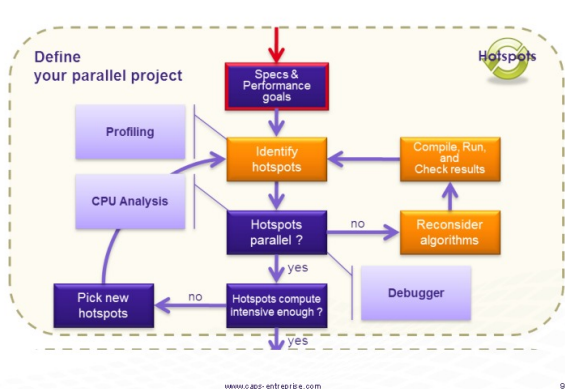 Define
your parallel project
Hotspots
Specs &
Performance
goals
Profiling
Identify
hotspots
Compile, Run,
and
Check results
CPU Analysis
Hotspots
parallel ?
no
Reconsider
algorithms
yes
Pick new
hotspots
no
Hotspots compute
intensive enough ?
Debugger
yes
www.caps-entreprise.com
9